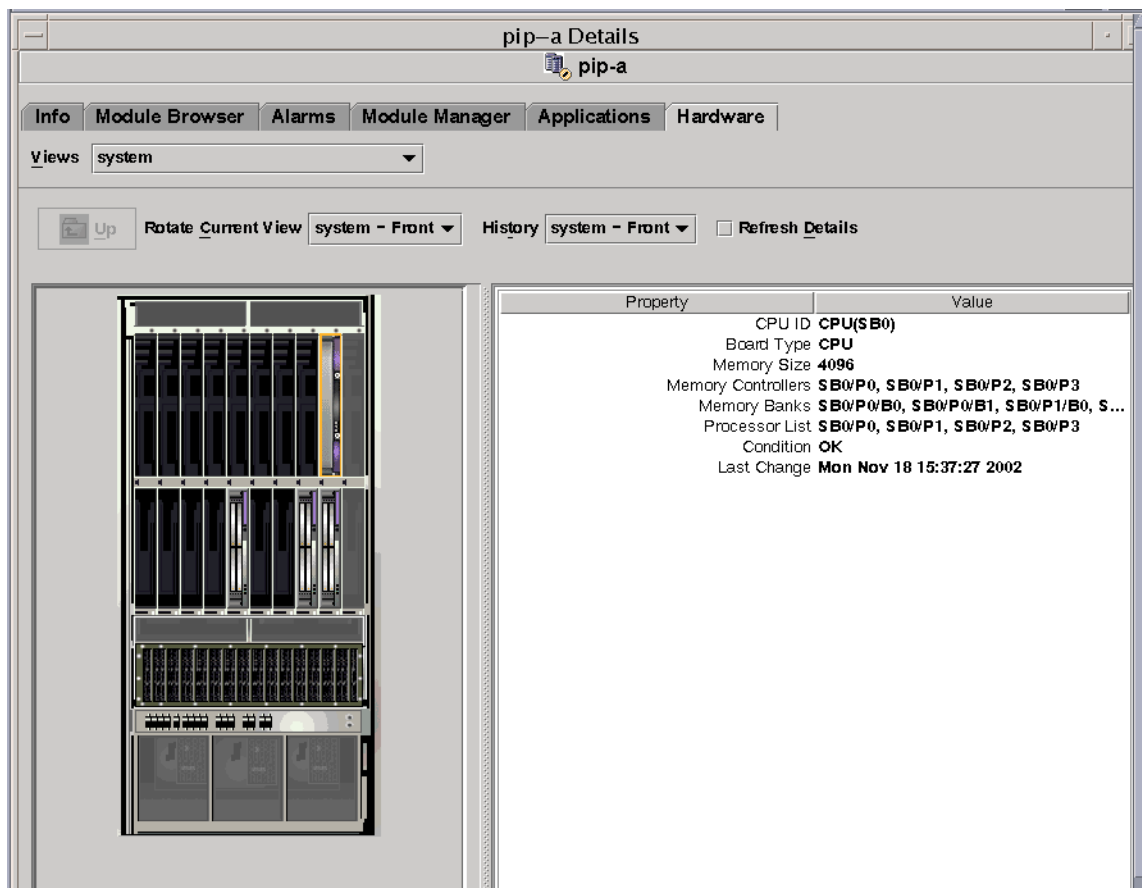 pip-a Details
pip-a
Info Module Browser Alarms Module Manager Applications Hardware
Views system
Up Rotate Current View system - Front History system - Front Refresh Details
Property Value
CPU ID CPU(SB0)
Board Type CPU
Memory Size 4096
Memory Controllers SB0/P0, SB0/P1, SB0/P2, SB0/P3
Memory Banks SB0/P0/B0, SB0/P0/B1, SB0/P1/B0, S...
Processor List SB0/P0, SB0/P1, SB0/P2, SB0/P3
Condition OK
Last Change Mon Nov 18 15:37:27 2002